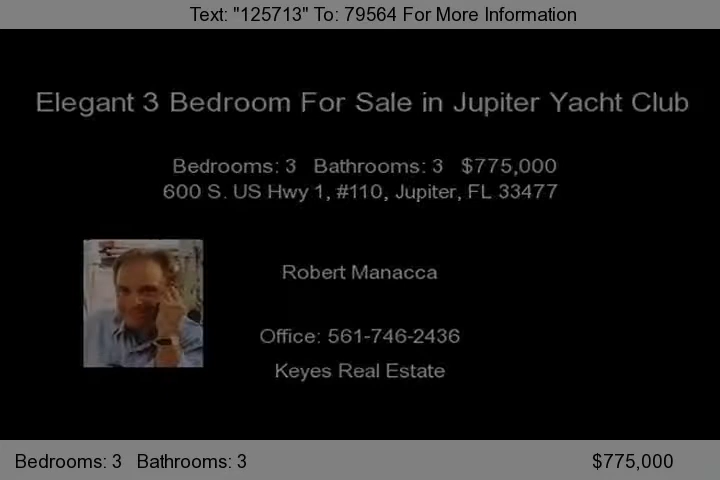 Text: "125713" To: 79564 For More Information
Elegant 3 Bedroom For Sale in Jupiter Yacht Club
Bedrooms: 3 Bathrooms: 3 $775,000
600 S. US Hwy 1, #110, Jupiter, FL 33477
Robert Manacca
Office: 561-746-2436
Keyes Real Estate
Bedrooms: 3 Bathrooms: 3 $775,000